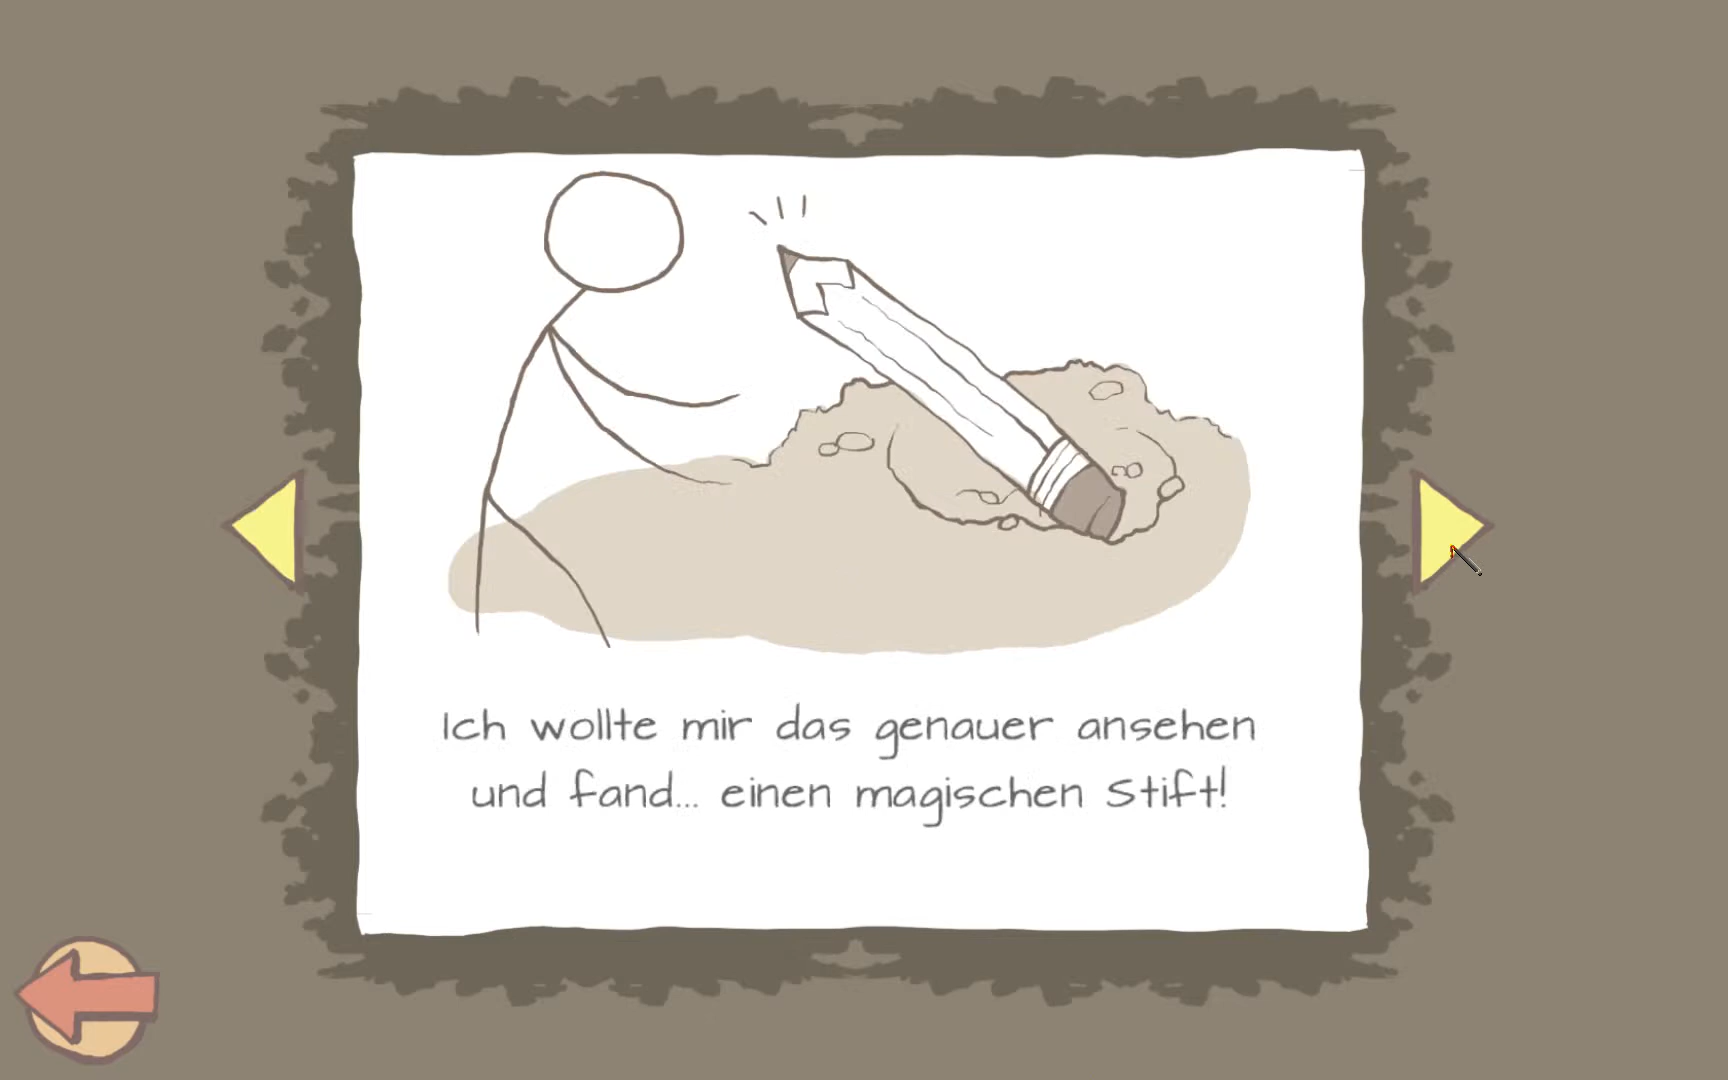 Ich wollte mir das genauer ansehen
und fand... einen magischen Stift!